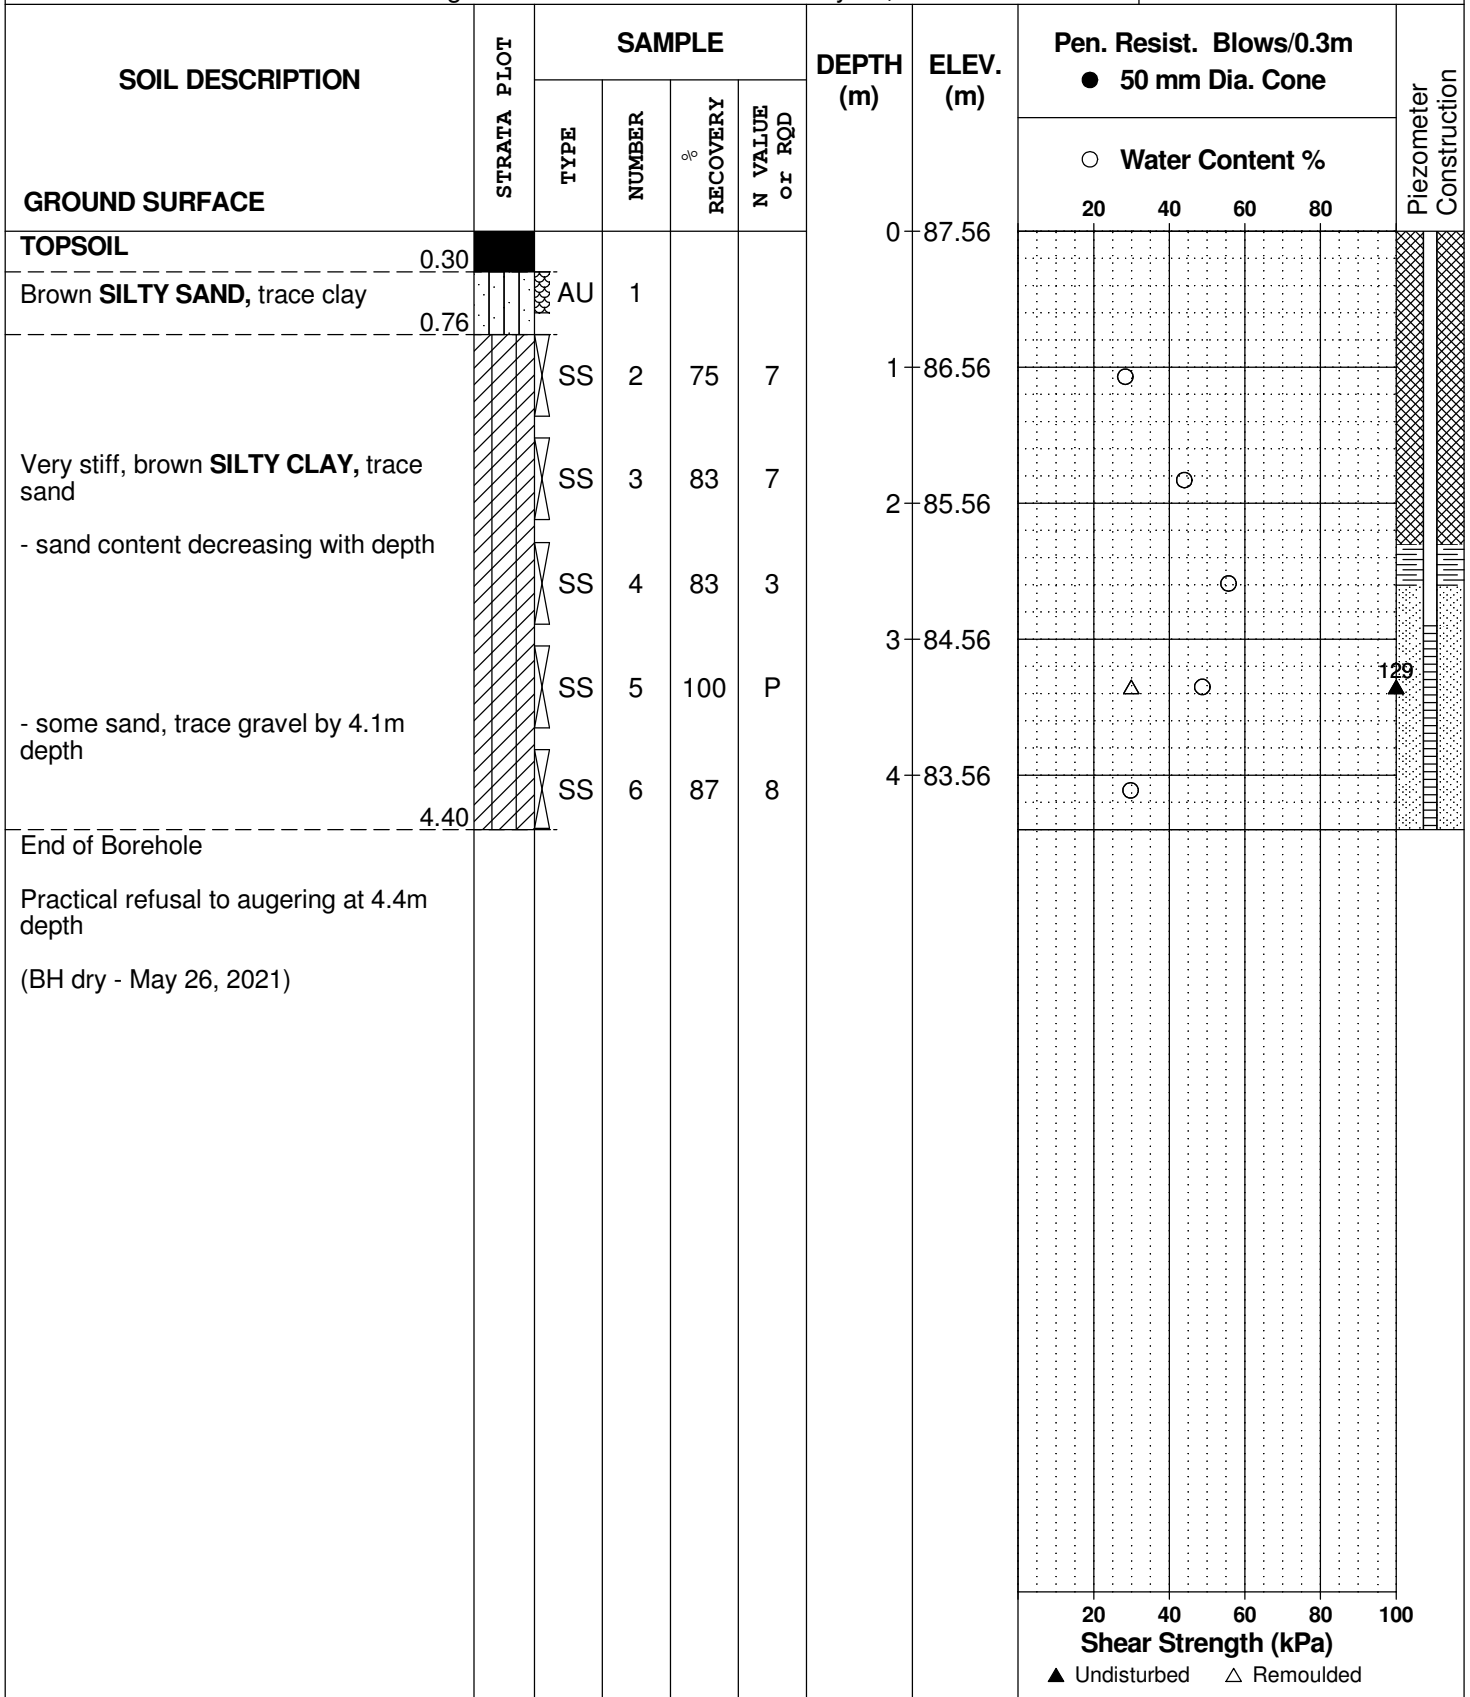 SOIL DESCRIPTION
GROUND SURFACE
STRATA PLOT
SAMPLE
TYPE
NUMBER
% RECOVERY
N VALUE or RQD
DEPTH (m)
ELEV. (m)
Pen. Resist. Blows/0.3m
● 50 mm Dia. Cone
○ Water Content %
20 40 60 80
Piezometer Construction
0 87.56
TOPSOIL
0.30
Brown SILTY SAND, trace clay
AU 1
0.76
SS 2 75 7
1 86.56
Very stiff, brown SILTY CLAY, trace
sand
SS 3 83 7
2 85.56
- sand content decreasing with depth
SS 4 83 3
3 84.56
129
SS 5 100 P
- some sand, trace gravel by 4.1m
depth
4 83.56
SS 6 87 8
4.40
End of Borehole
Practical refusal to augering at 4.4m
depth
(BH dry - May 26, 2021)
20 40 60 80 100
Shear Strength (kPa)
▲ Undisturbed △ Remoulded